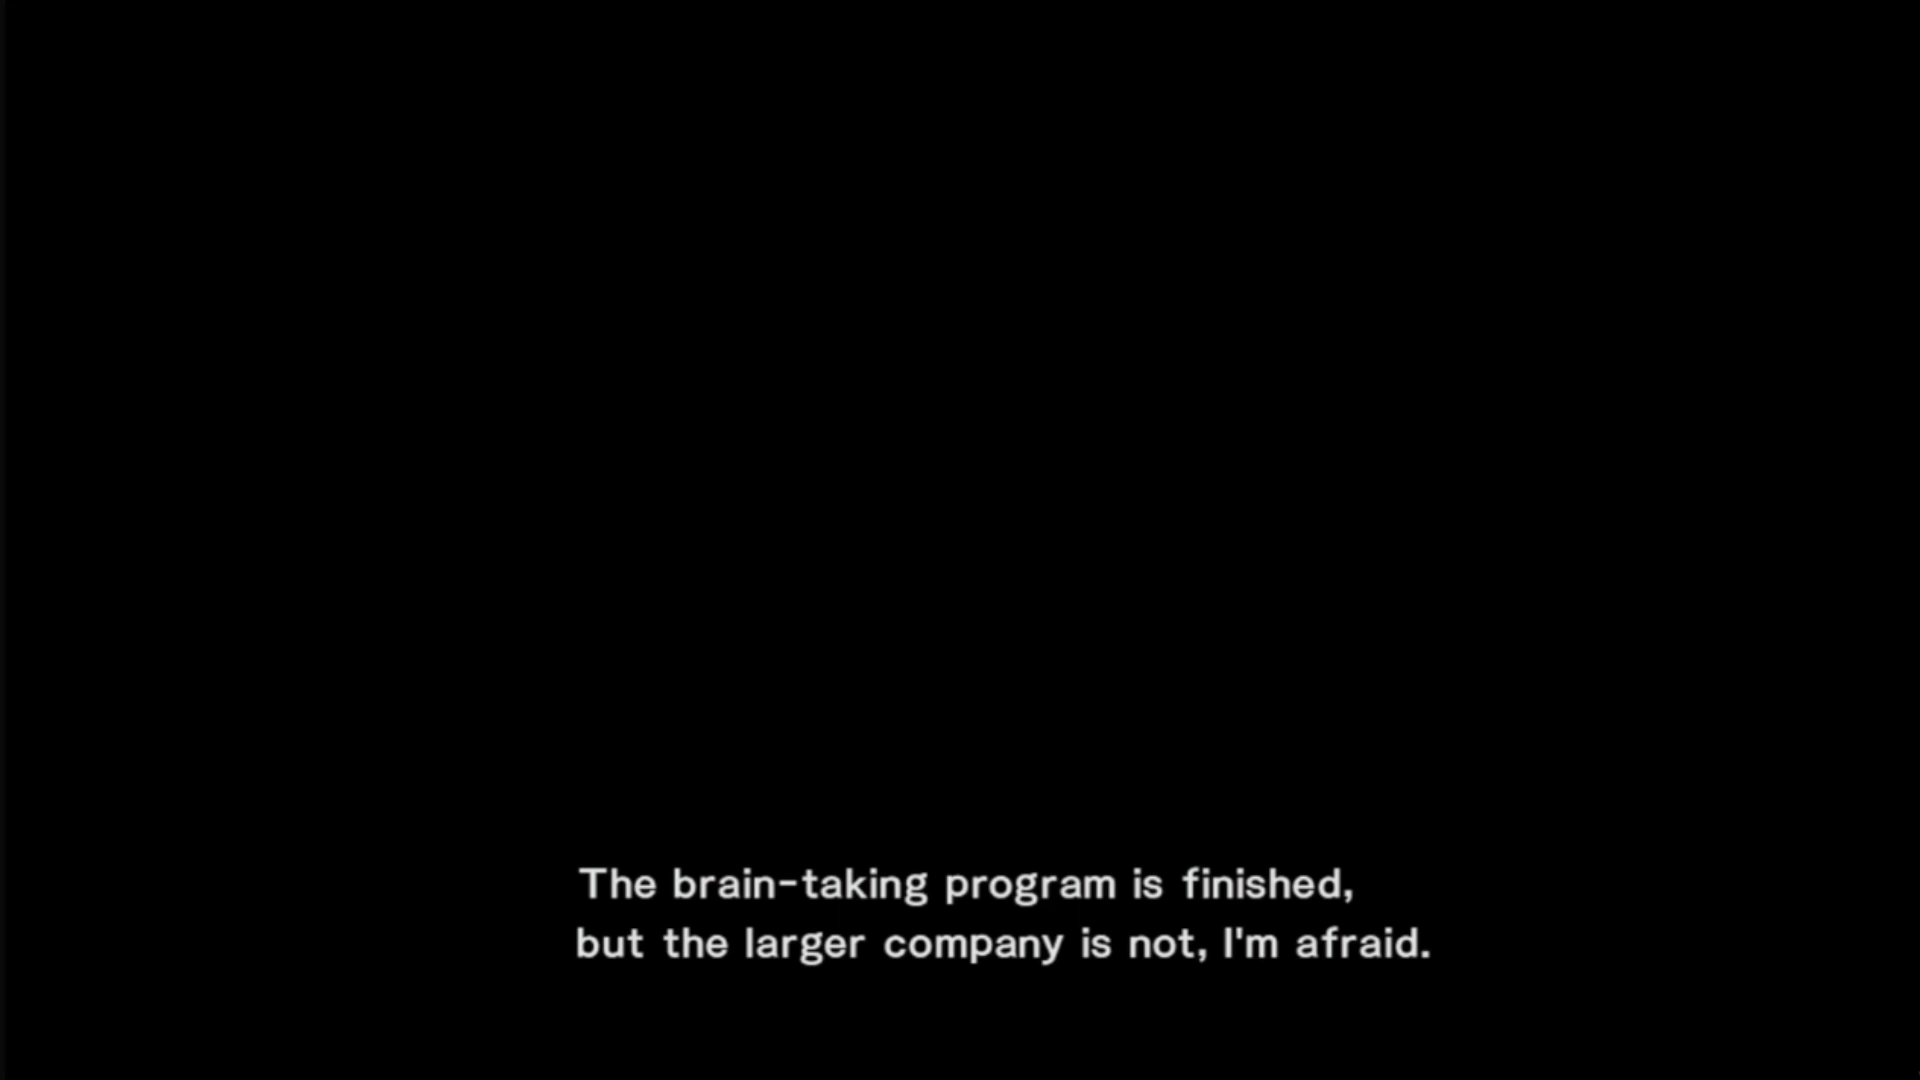 The brain-taking program is finished,
but the larger company is not, I'm afraid.